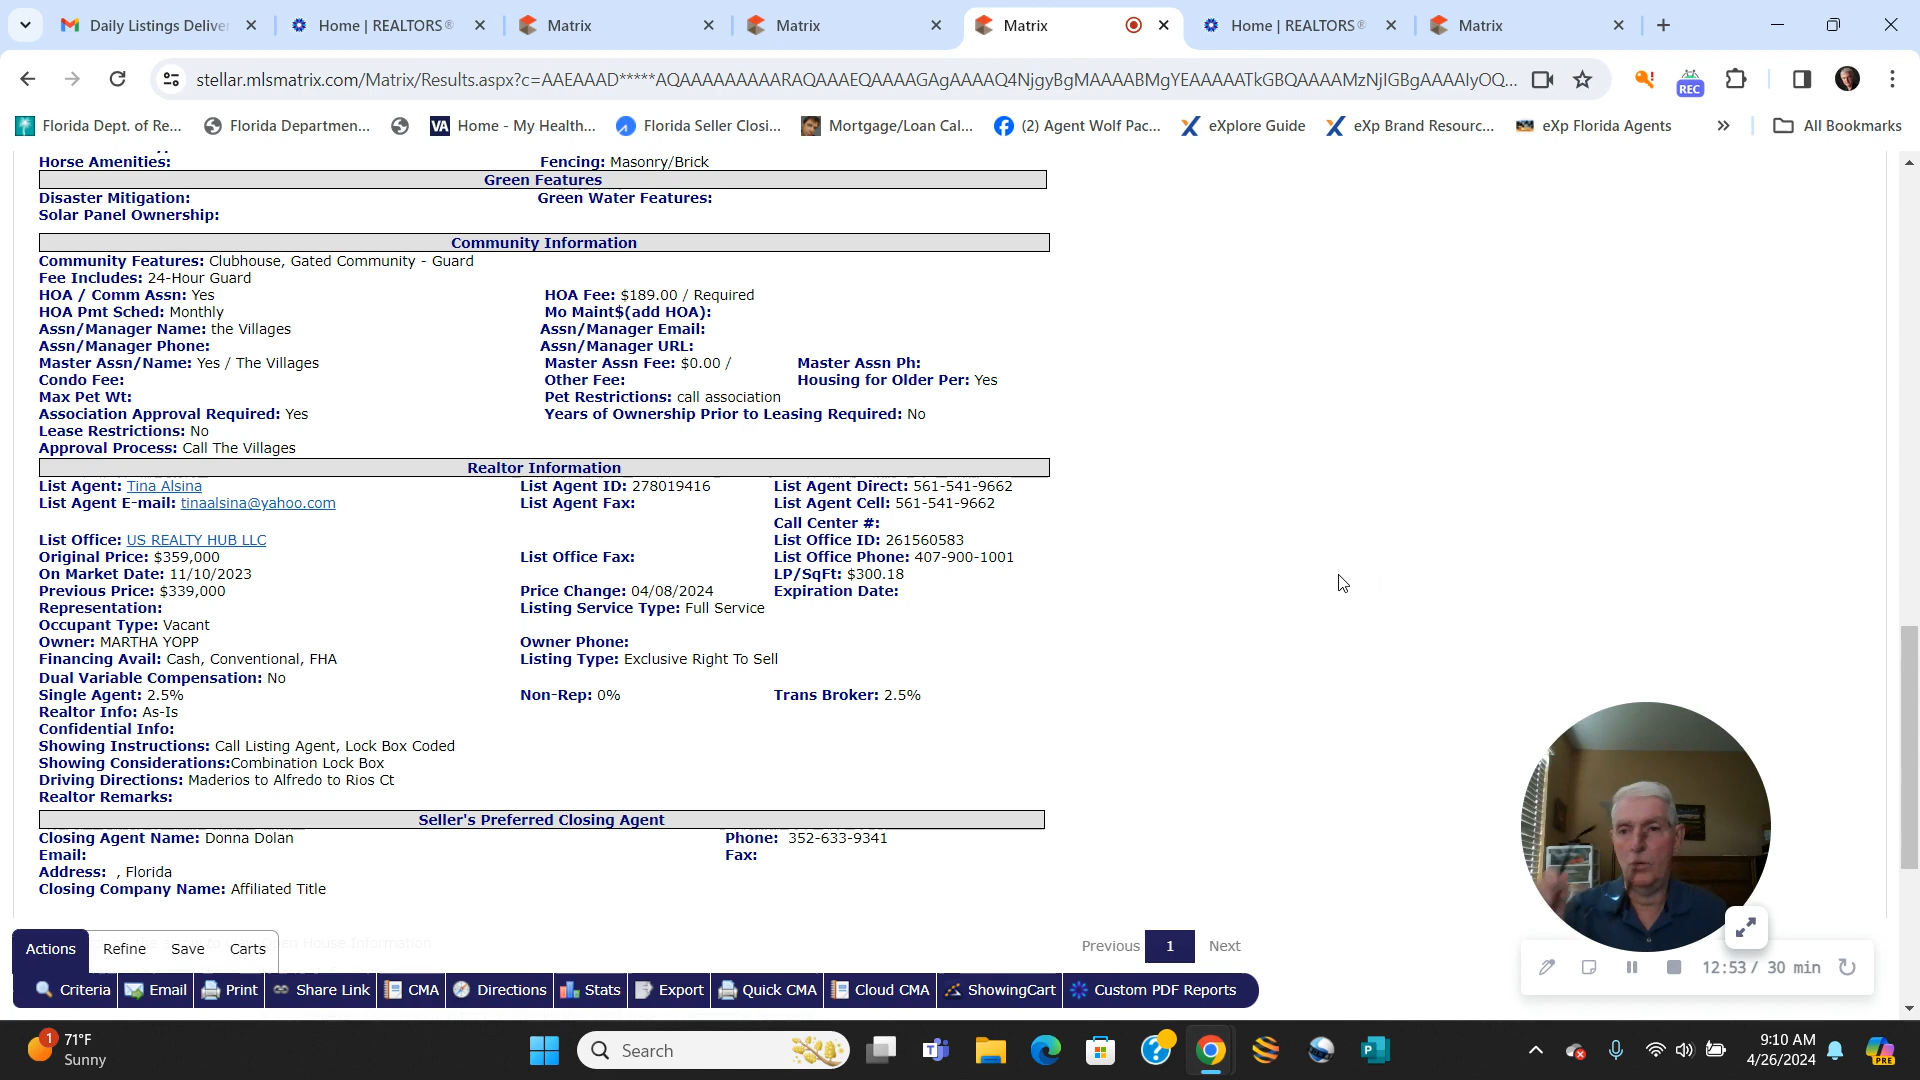 Daily Listings Deliver
Home | REALTORS®
Matrix
Matrix
Matrix
Home | REALTORS®
Matrix
stellar.mlsmatrix.com/Matrix/Results.aspx?c=AAEAAAD*****AQAAAAAAAAARAQAAAEQAAAAGAgAAAAQ4NjgyBgMAAAABMgYEAAAAATkGBQAAAAMzNjIGBgAAAAIyOQ...
REC
Florida Dept. of Re...
Florida Departmen...
VA Home - My Health...
Florida Seller Closi...
Mortgage/Loan Cal...
(2) Agent Wolf Pac...
eXplore Guide
eXp Brand Resourc...
eXp Florida Agents
»
All Bookmarks
Horse Amenities: Fencing: Masonry/Brick
Green Features
Disaster Mitigation: Green Water Features:
Solar Panel Ownership:
Community Information
Community Features: Clubhouse, Gated Community - Guard
Fee Includes: 24-Hour Guard
HOA / Comm Assn: Yes HOA Fee: $189.00 / Required
HOA Pmt Sched: Monthly Mo Maint$(add HOA):
Assn/Manager Name: the Villages Assn/Manager Email:
Assn/Manager Phone: Assn/Manager URL:
Master Assn/Name: Yes / The Villages Master Assn Fee: $0.00 / Master Assn Ph:
Condo Fee: Other Fee: Housing for Older Per: Yes
Max Pet Wt: Pet Restrictions: call association
Association Approval Required: Yes Years of Ownership Prior to Leasing Required: No
Lease Restrictions: No
Approval Process: Call The Villages
Realtor Information
List Agent: Tina Alsina List Agent ID: 278019416 List Agent Direct: 561-541-9662
List Agent E-mail: tinaalsina@yahoo.com List Agent Fax: List Agent Cell: 561-541-9662
Call Center #:
List Office: US REALTY HUB LLC List Office ID: 261560583
Original Price: $359,000 List Office Fax: List Office Phone: 407-900-1001
On Market Date: 11/10/2023 LP/SqFt: $300.18
Previous Price: $339,000 Price Change: 04/08/2024 Expiration Date:
Representation: Listing Service Type: Full Service
Occupant Type: Vacant
Owner: MARTHA YOPP Owner Phone:
Financing Avail: Cash, Conventional, FHA Listing Type: Exclusive Right To Sell
Dual Variable Compensation: No
Single Agent: 2.5% Non-Rep: 0% Trans Broker: 2.5%
Realtor Info: As-Is
Confidential Info:
Showing Instructions: Call Listing Agent, Lock Box Coded
Showing Considerations:Combination Lock Box
Driving Directions: Maderios to Alfredo to Rios Ct
Realtor Remarks:
Seller's Preferred Closing Agent
Closing Agent Name: Donna Dolan Phone: 352-633-9341
Email: Fax:
Address: , Florida
Closing Company Name: Affiliated Title
Actions Refine Save Carts
Previous 1 Next
Criteria Email Print Share Link CMA Directions Stats Export Quick CMA Cloud CMA ShowingCart Custom PDF Reports
12:53 / 30 min
1
71°F
Sunny
Search
9:10 AM
4/26/2024
PRE